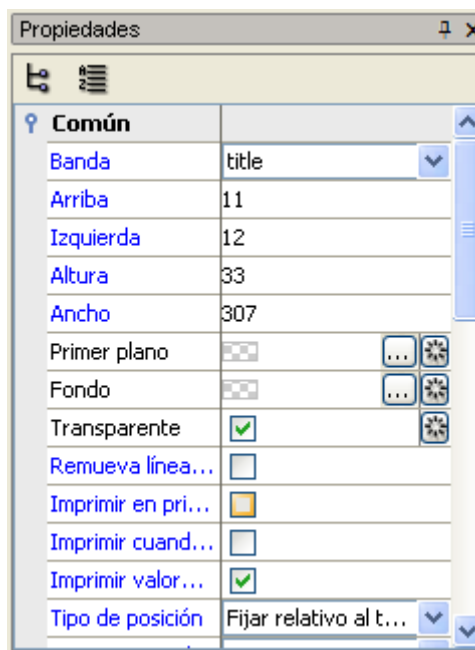 Propiedades
Común
Banda title
Arriba 11
Izquierda 12
Altura 33
Ancho 307
Primer plano ...
Fondo ...
Transparente
Remueva línea...
Imprimir en pri...
Imprimir cuand...
Imprimir valor...
Tipo de posición Fijar relativo al t...